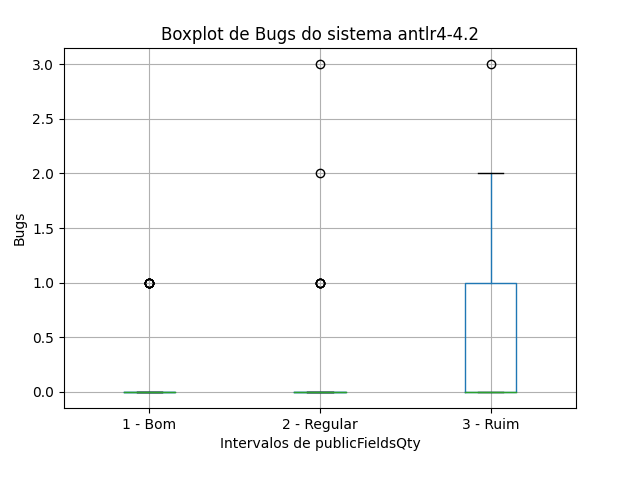 Boxplot de Bugs do sistema antlr4-4.2
3.0
2.5
2.0
1.5
1.0
0.5
0.0
Bugs
1 - Bom
2 - Regular
3 - Ruim
Intervalos de publicFieldsQty